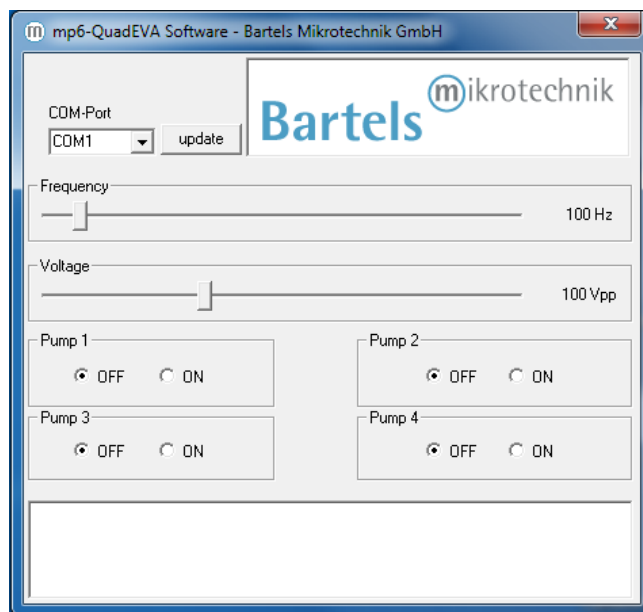 m mp6-QuadEVA Software - Bartels Mikrotechnik GmbH
COM-Port
COM1
update
Bartels mikrotechnik
Frequency
100 Hz
Voltage
100 Vpp
Pump 1
OFF ON
Pump 2
OFF ON
Pump 3
OFF ON
Pump 4
OFF ON